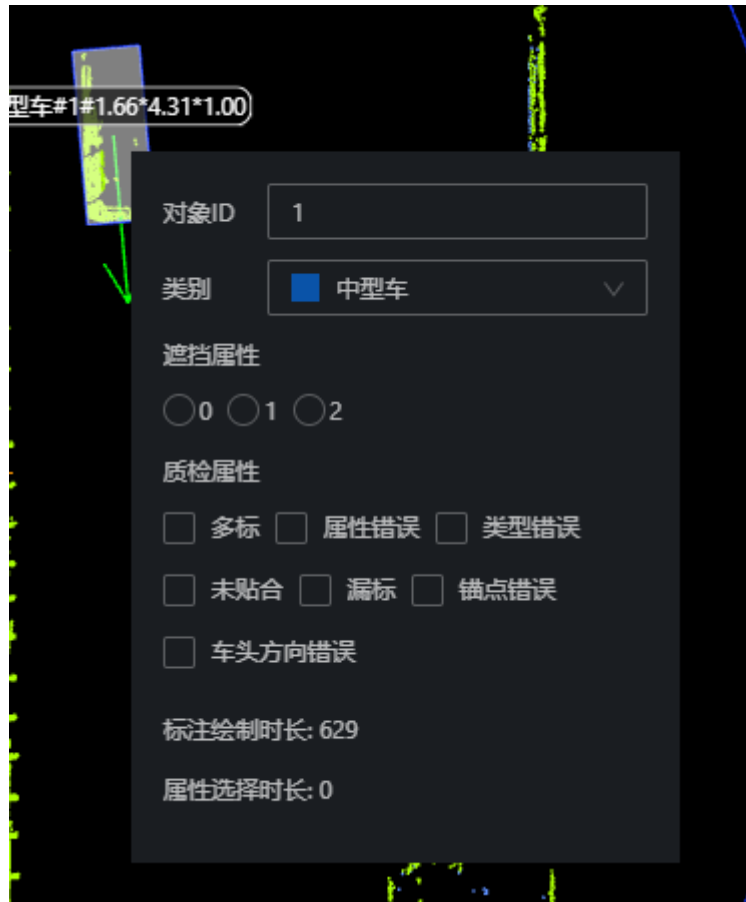 型车#1#1.66*4.31*1.00)
对象ID 1
类别 中型车
遮挡属性
0 1 2
质检属性
多标 属性错误 类型错误
未贴合 漏标 锚点错误
车头方向错误
标注绘制时长: 629
属性选择时长: 0